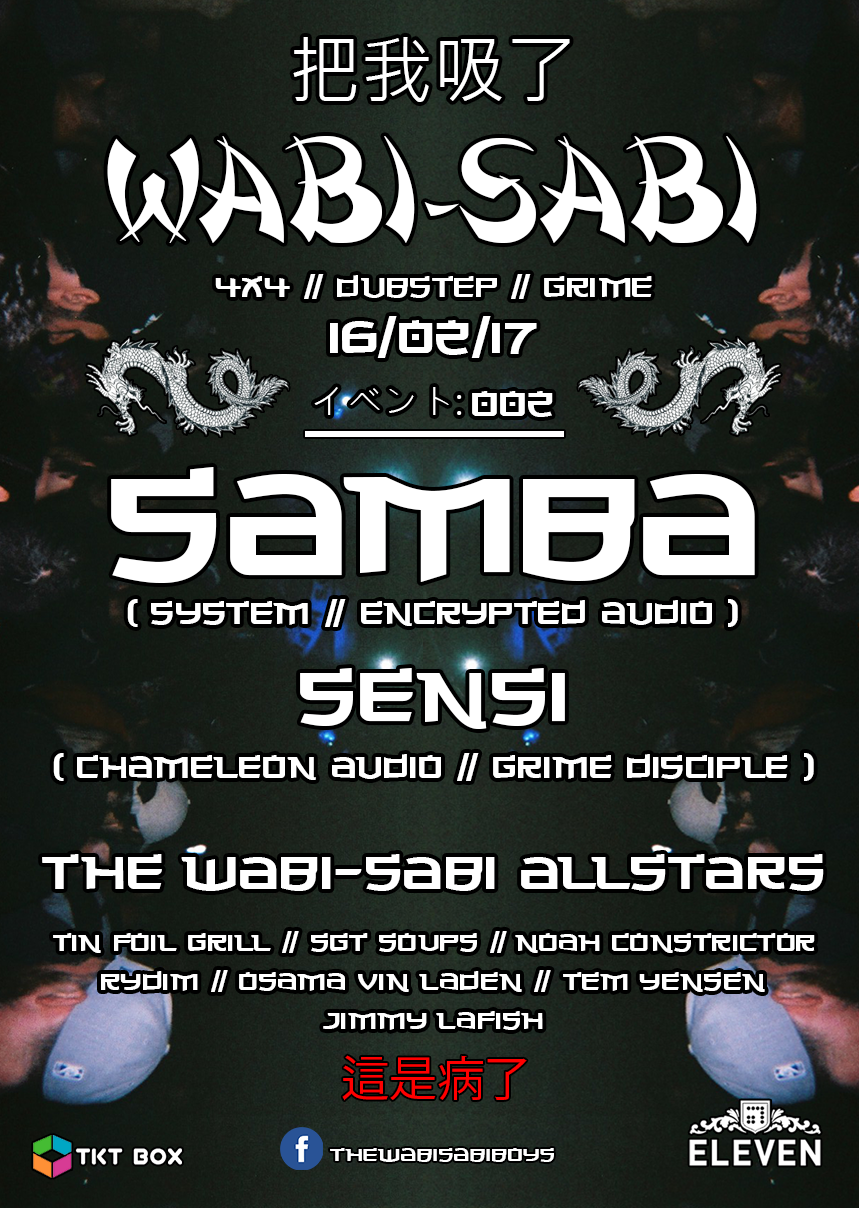 把我吸了
WABI-SABI
4X4 // DUBSTEP // GRIME
16/02/17
イベント: 002
SAMBA
( SYSTEM // ENCRYPTED AUDIO )
SENSI
( CHAMELEON AUDIO // GRIME DISCIPLE )
THE WABI-SABI ALLSTARS
TIN FOIL GRILL // SGT SOUPS // NOAH CONSTRICTOR
RYDIM // OSAMA VIN LADEN // TEM YENSEN
JIMMY LAFISH
這是病了
TKT BOX
f THEWABISABIBOYS
ELEVEN